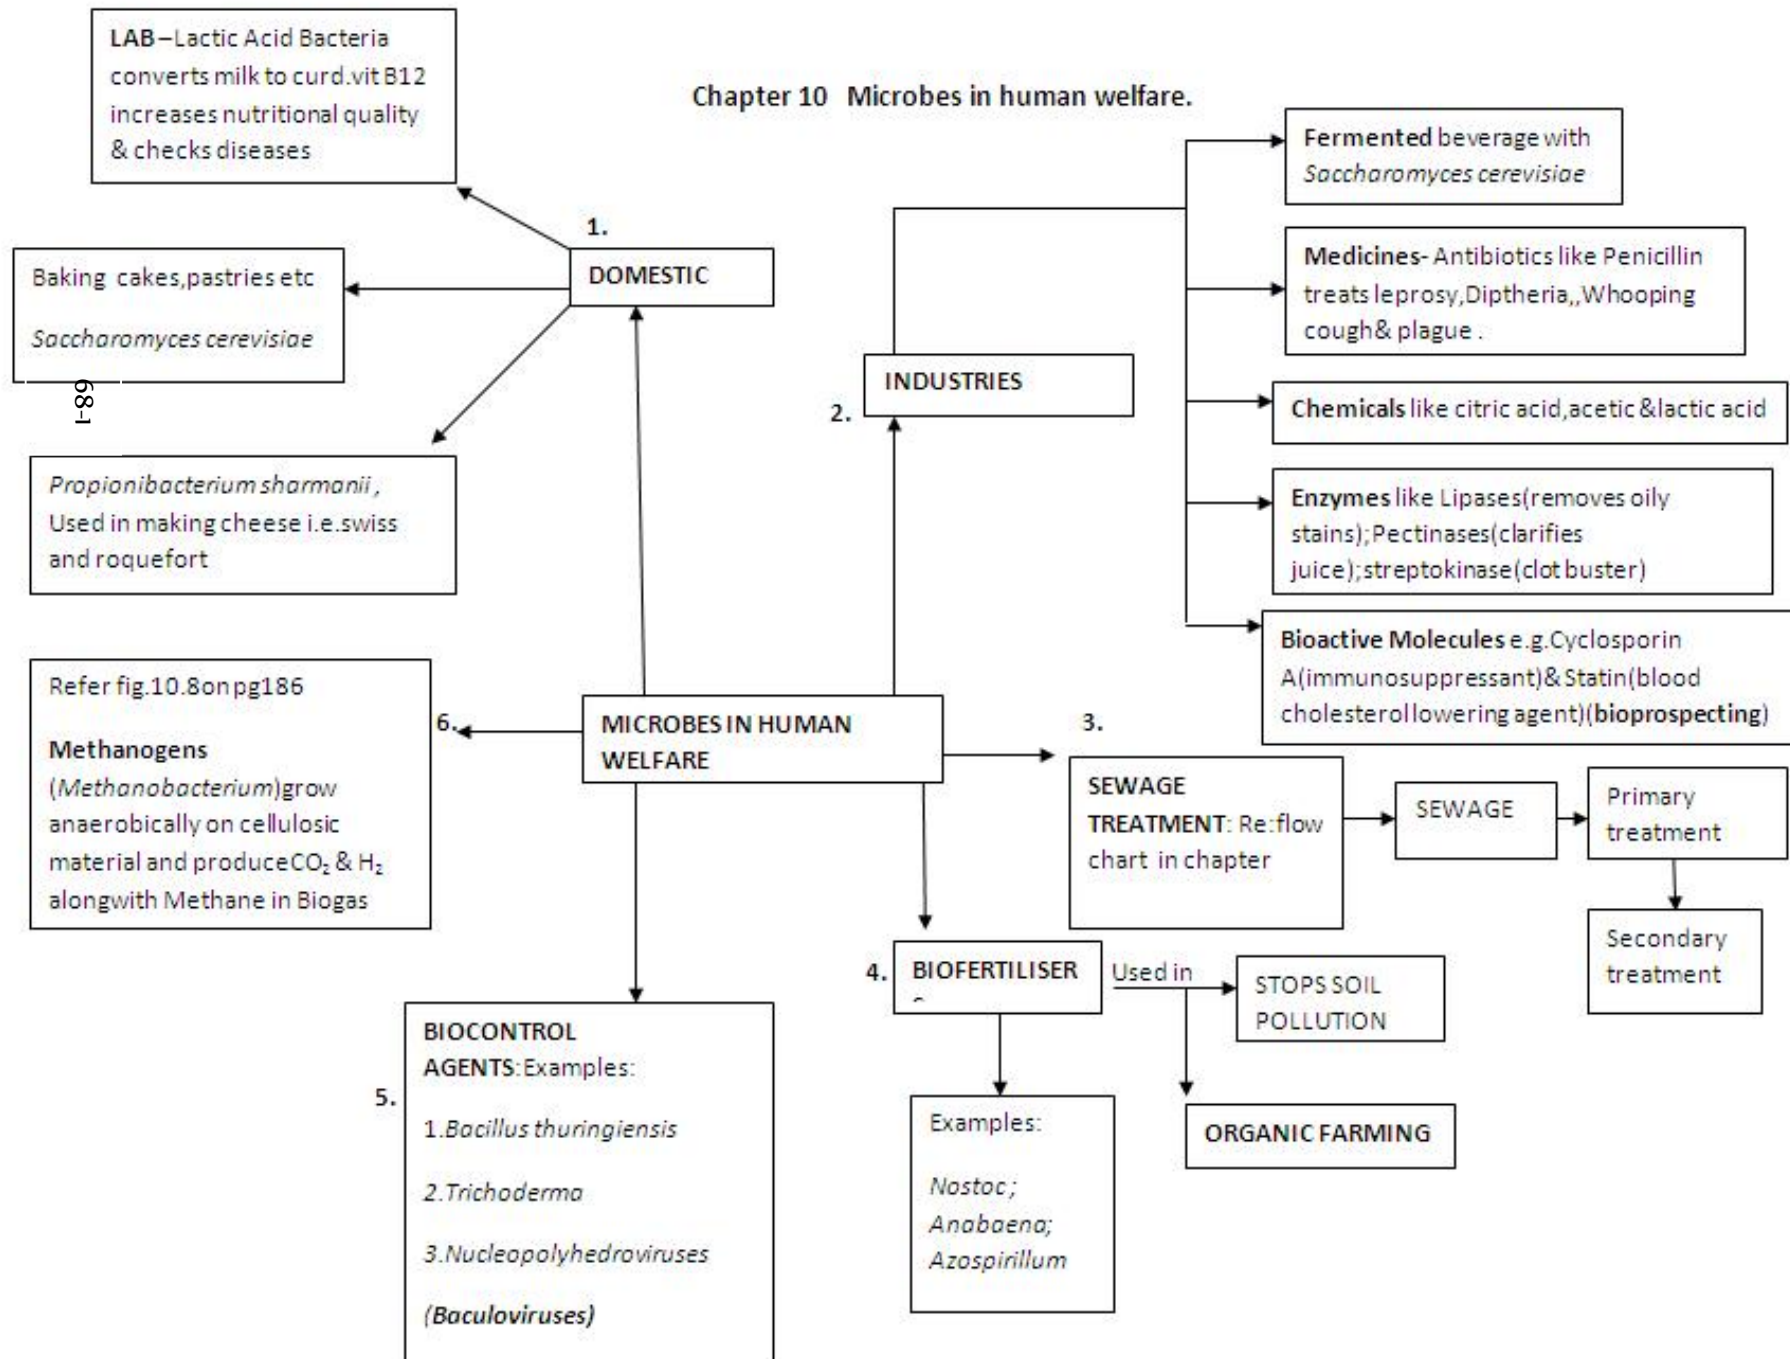 Chapter 10 Microbes in human welfare.
LAB–Lactic Acid Bacteria
converts milk to curd.vit B12
increases nutritional quality
& checks diseases
1.
DOMESTIC
Baking cakes,pastries etc
Saccharomyces cerevisiae
68-1
Propionibacterium sharmanii ,
Used in making cheese i.e.swiss
and roquefort
2.
INDUSTRIES
Fermented beverage with
Saccharomyces cerevisiae
Medicines- Antibiotics like Penicillin
treats leprosy,Diptheria,,Whooping
cough& plague .
Chemicals like citric acid,acetic &lactic acid
Enzymes like Lipases(removes oily
stains);Pectinases(clarifies
juice);streptokinase(clot buster)
Bioactive Molecules e.g.Cyclosporin
A(immunosuppressant)& Statin(blood
cholesterol lowering agent)(bioprospecting)
MICROBES IN HUMAN
WELFARE
6.
Refer fig.10.8 on pg186
Methanogens
(Methanobacterium)grow
anaerobically on cellulosic
material and produce CO₂ & H₂
alongwith Methane in Biogas
3.
SEWAGE
TREATMENT: Re:flow
chart in chapter
SEWAGE
Primary
treatment
Secondary
treatment
4.
BIOFERTILISER
Used in
STOPS SOIL
POLLUTION
ORGANIC FARMING
Examples:
Nostoc ;
Anabaena;
Azospirillum
5.
BIOCONTROL
AGENTS:Examples:
1.Bacillus thuringiensis
2.Trichoderma
3.Nucleopolyhedroviruses
(Baculoviruses)